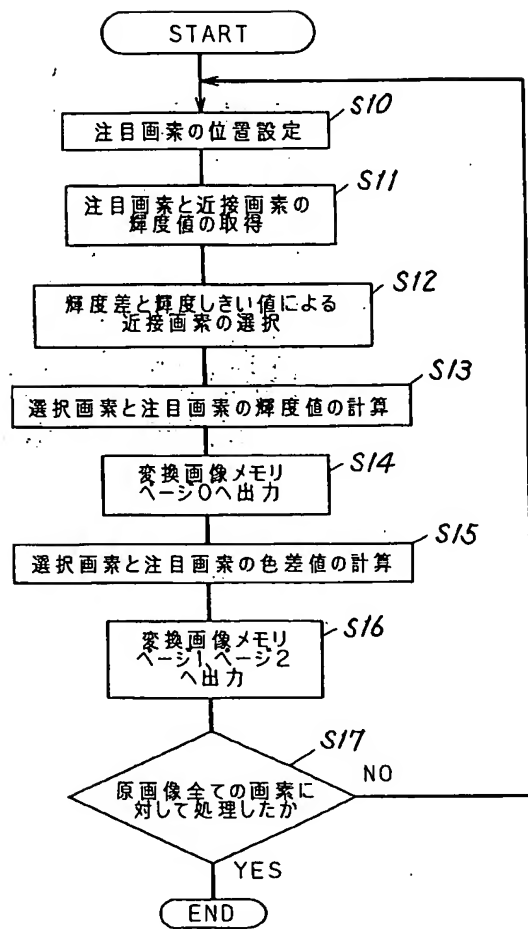 START
S10
注目画素の位置設定
S11
注目画素と近接画素の
輝度値の取得
S12
輝度差と輝度しきい値による
近接画素の選択
S13
選択画素と注目画素の輝度値の計算
S14
変換画像メモリ
ページ0へ出力
S15
選択画素と注目画素の色差値の計算
S16
変換画像メモリ
ページ1、ページ2
へ出力
S17
原画像全ての画素に
対して処理したか
NO
YES
END